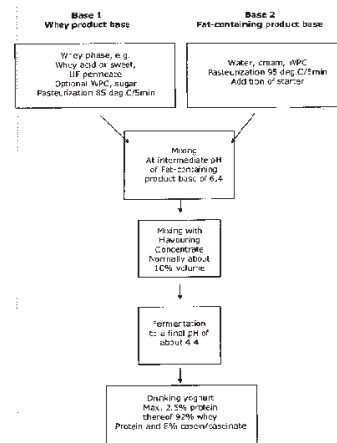 Base 1
Whey product base
Base 2
Fat-containing product base
Whey phase, e.g.
Whey acid or sweet,
UF permeate
Optional WPC, sugar
Pasteurization 85 deg.C/5min
Water, cream, WPC
Pasteurization 95 deg.C/5min
Addition of starter
Mixing
At intermediate pH
of Fat-containing
product base of 6,4
Mixing with
Flavouring
Concentrate
Normally about
10% volume
Fermentation
to a final pH of
about 4.4
Drinking yoghurt
Max. 2.5% protein
thereof 92% whey
Protein and 8% casein/caseinate